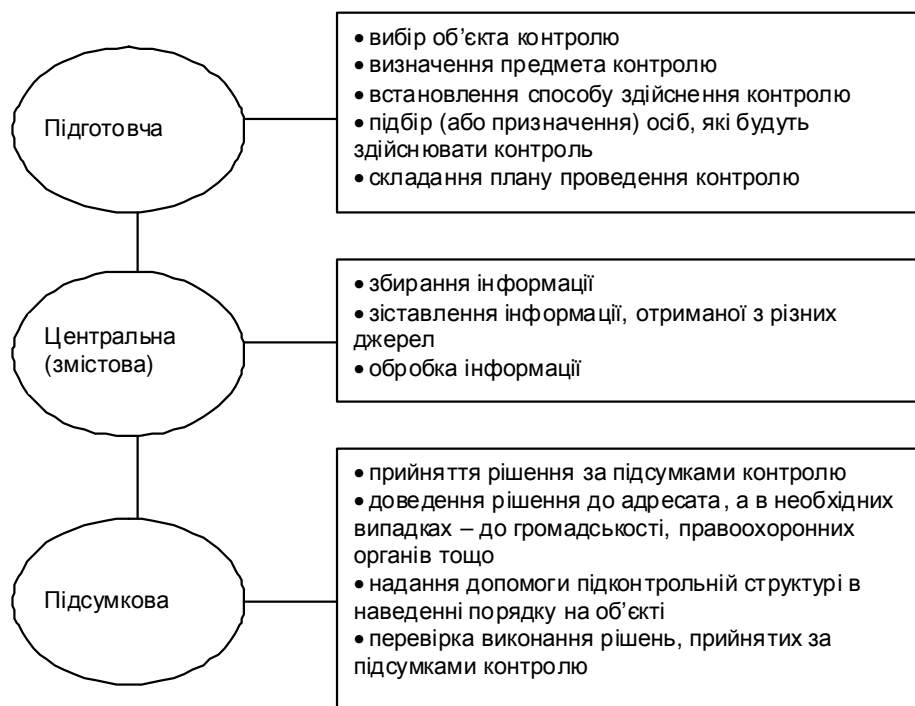 Підготовча
• вибір об’єкта контролю
• визначення предмета контролю
• встановлення способу здійснення контролю
• підбір (або призначення) осіб, які будуть
здійснювати контроль
• складання плану проведення контролю
Центральна
(змістова)
• збирання інформації
• зіставлення інформації, отриманої з різних
джерел
• обробка інформації
Підсумкова
• прийняття рішення за підсумками контролю
• доведення рішення до адресата, а в необхідних
випадках – до громадськості, правоохоронних
органів тощо
• надання допомоги підконтрольній структурі в
наведенні порядку на об’єкті
• перевірка виконання рішень, прийнятих за
підсумками контролю